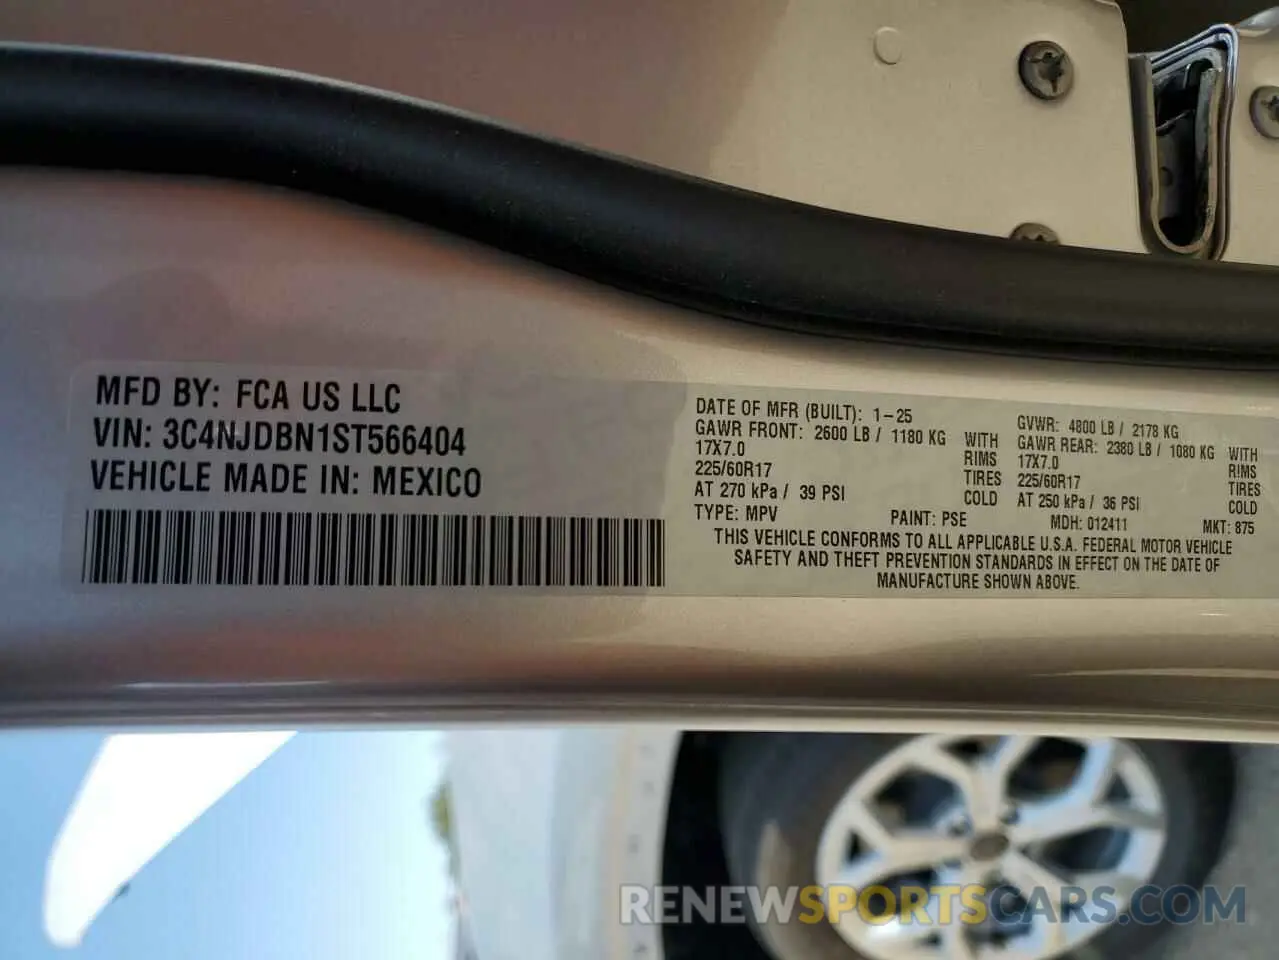 MFD BY: FCA US LLC
VIN: 3C4NJDBN1ST566404
VEHICLE MADE IN: MEXICO
DATE OF MFR (BUILT): 1-25
GAWR FRONT: 2600 LB / 1180 KG WITH
17X7.0 RIMS
225/60R17 TIRES
AT 270 kPa / 39 PSI COLD
GVWR: 4800 LB / 2178 KG
GAWR REAR: 2380 LB / 1080 KG WITH
17X7.0 RIMS
225/60R17 TIRES
AT 250 kPa / 36 PSI COLD
TYPE: MPV PAINT: PSE MDH: 012411 MKT: 875
THIS VEHICLE CONFORMS TO ALL APPLICABLE U.S.A. FEDERAL MOTOR VEHICLE
SAFETY AND THEFT PREVENTION STANDARDS IN EFFECT ON THE DATE OF
MANUFACTURE SHOWN ABOVE.
RENEWSPORTSCARS.COM